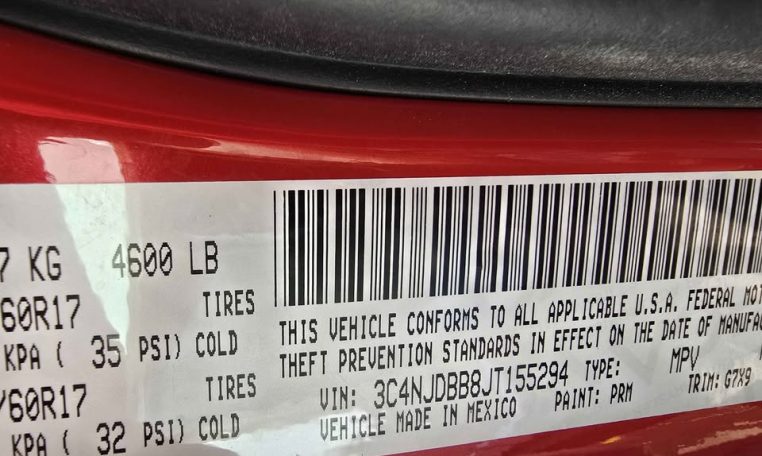 7 KG 4600 LB
60R17 TIRES
KPA ( 35 PSI) COLD
/60R17 TIRES
KPA ( 32 PSI) COLD
THIS VEHICLE CONFORMS TO ALL APPLICABLE U.S.A. FEDERAL MOT
THEFT PREVENTION STANDARDS IN EFFECT ON THE DATE OF MANUFAC
VIN: 3C4NJDBB8JT155294 TYPE: MPV
VEHICLE MADE IN MEXICO PAINT: PRM TRIM: G7X9